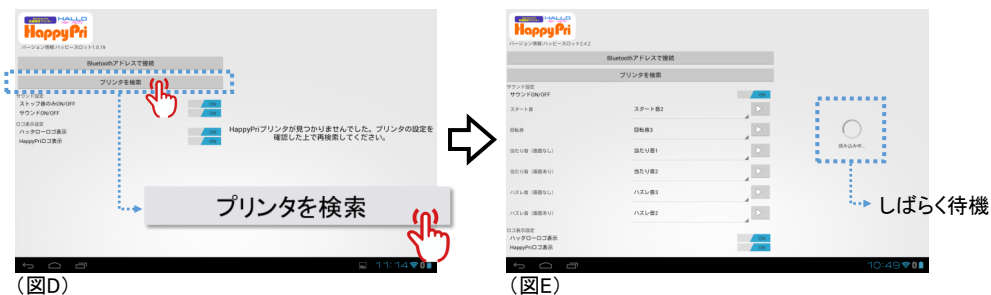 HALLO
HappyPri
バージョン情報:ハッピースロット1.0.19
Bluetoothアドレスで接続
プリンタを検索
サウンド設定
ストップ音のみON/OFF
ON
サウンドON/OFF
ON
ロゴ表示設定
ハッタローロゴ表示
ON
HappyPriロゴ表示
ON
HappyPriプリンタが見つかりませんでした。プリンタの設定を
確認した上で再検索してください。
プリンタを検索
11:14
(図D)
HALLO
HappyPri
バージョン情報:ハッピースロット2.4.2
Bluetoothアドレスで接続
プリンタを検索
サウンド設定
サウンドON/OFF
ON
スタート音
スタート音2
回転音
回転音3
当たり音(画面なし)
当たり音1
当たり音(画面あり)
当たり音2
ハズレ音(画面なし)
ハズレ音3
ハズレ音(画面あり)
ハズレ音2
ロゴ表示設定
ハッタローロゴ表示
ON
HappyPriロゴ表示
ON
読み込み中...
しばらく待機
10:49
(図E)